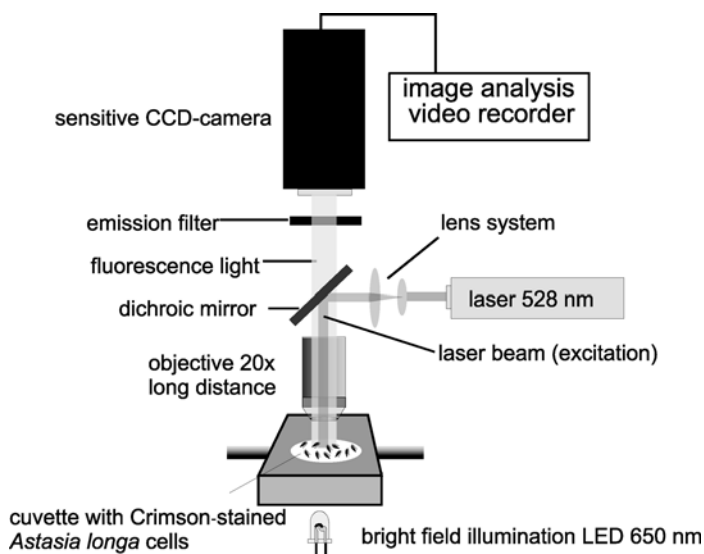 image analysis
video recorder
sensitive CCD-camera
emission filter
lens system
fluorescence light
laser 528 nm
dichroic mirror
laser beam (excitation)
objective 20x
long distance
cuvette with Crimson-stained
Astasia longa cells
bright field illumination LED 650 nm